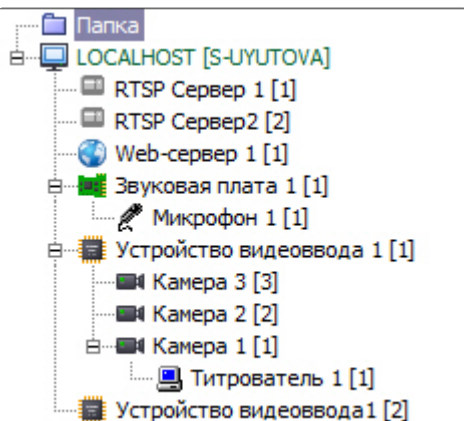 Папка
LOCALHOST [S-UYUTOVA]
RTSP Сервер 1 [1]
RTSP Сервер2 [2]
Web-сервер 1 [1]
Звуковая плата 1 [1]
Микрофон 1 [1]
Устройство видеоввода 1 [1]
Камера 3 [3]
Камера 2 [2]
Камера 1 [1]
Титрователь 1 [1]
Устройство видеоввода1 [2]